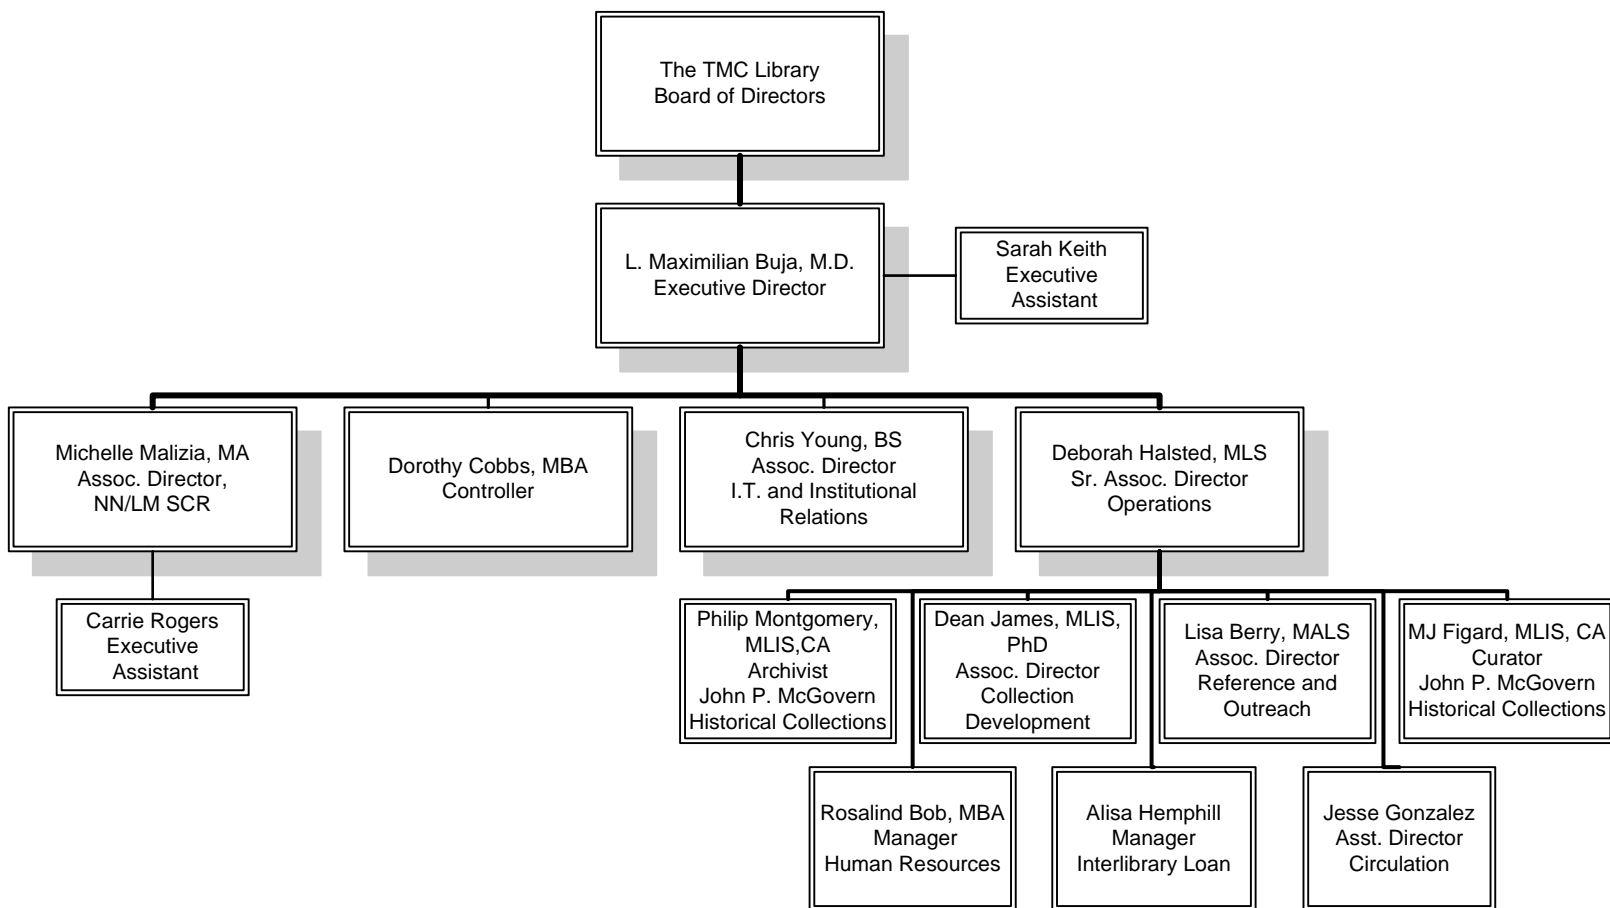 The TMC Library
Board of Directors
L. Maximilian Buja, M.D.
Executive Director
Sarah Keith
Executive
Assistant
Michelle Malizia, MA
Assoc. Director,
NN/LM SCR
Dorothy Cobbs, MBA
Controller
Chris Young, BS
Assoc. Director
I.T. and Institutional
Relations
Deborah Halsted, MLS
Sr. Assoc. Director
Operations
Carrie Rogers
Executive
Assistant
Philip Montgomery,
MLIS,CA
Archivist
John P. McGovern
Historical Collections
Dean James, MLIS,
PhD
Assoc. Director
Collection
Development
Lisa Berry, MALS
Assoc. Director
Reference and
Outreach
MJ Figard, MLIS, CA
Curator
John P. McGovern
Historical Collections
Rosalind Bob, MBA
Manager
Human Resources
Alisa Hemphill
Manager
Interlibrary Loan
Jesse Gonzalez
Asst. Director
Circulation